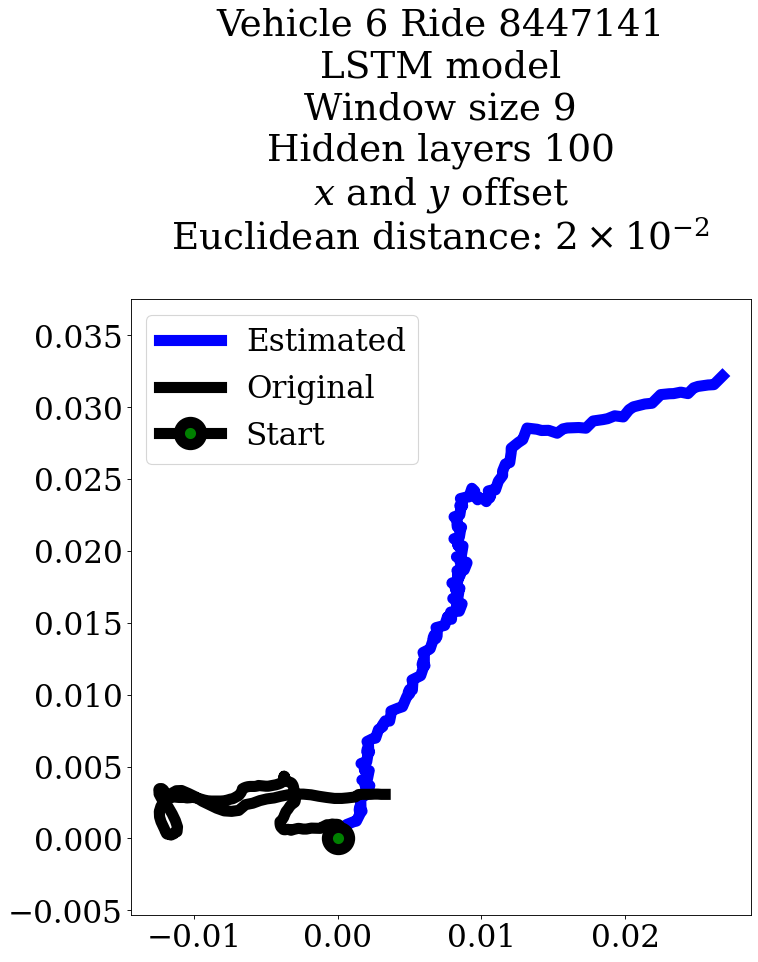 Vehicle 6 Ride 8447141
LSTM model
Window size 9
Hidden layers 100
x and y offset
Euclidean distance: 2 × 10⁻²
Estimated
Original
Start
0.035
0.030
0.025
0.020
0.015
0.010
0.005
0.000
−0.005
−0.01 0.00 0.01 0.02